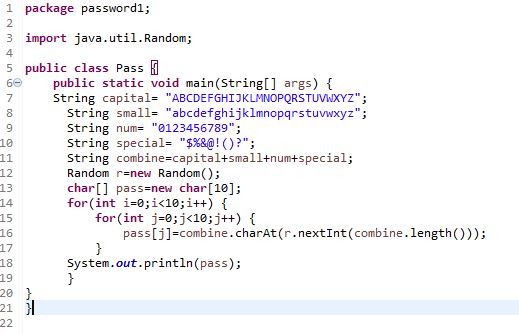 1 package password1;
2
3 import java.util.Random;
4
5 public class Pass {
6 public static void main(String[] args) {
7 String capital= "ABCDEFGHIJKLMNOPQRSTUVWXYZ";
8 String small= "abcdefghijklmnopqrstuvwxyz";
9 String num= "0123456789";
10 String special= "$%&@!()?";
11 String combine=capital+small+num+special;
12 Random r=new Random();
13 char[] pass=new char[10];
14 for(int i=0;i<10;i++) {
15 for(int j=0;j<10;j++) {
16 pass[j]=combine.charAt(r.nextInt(combine.length()));
17 }
18 System.out.println(pass);
19 }
20 }
21 }
22